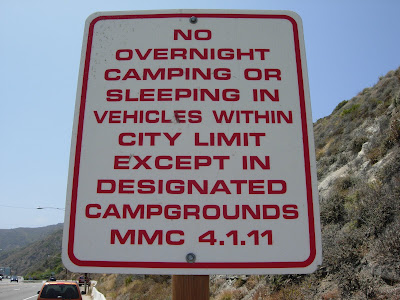 NO
OVERNIGHT
CAMPING OR
SLEEPING IN
VEHICLES WITHIN
CITY LIMIT
EXCEPT IN
DESIGNATED
CAMPGROUNDS
MMC 4.1.11